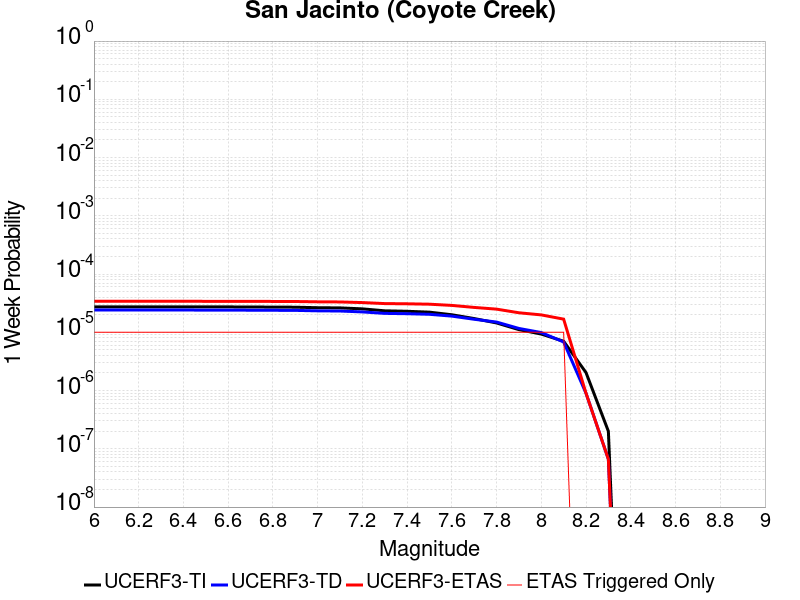 San Jacinto (Coyote Creek)
10^0
10^-1
10^-2
10^-3
10^-4
10^-5
10^-6
10^-7
10^-8
1 Week Probability
6 6.2 6.4 6.6 6.8 7 7.2 7.4 7.6 7.8 8 8.2 8.4 8.6 8.8 9
Magnitude
UCERF3-TI UCERF3-TD UCERF3-ETAS ETAS Triggered Only